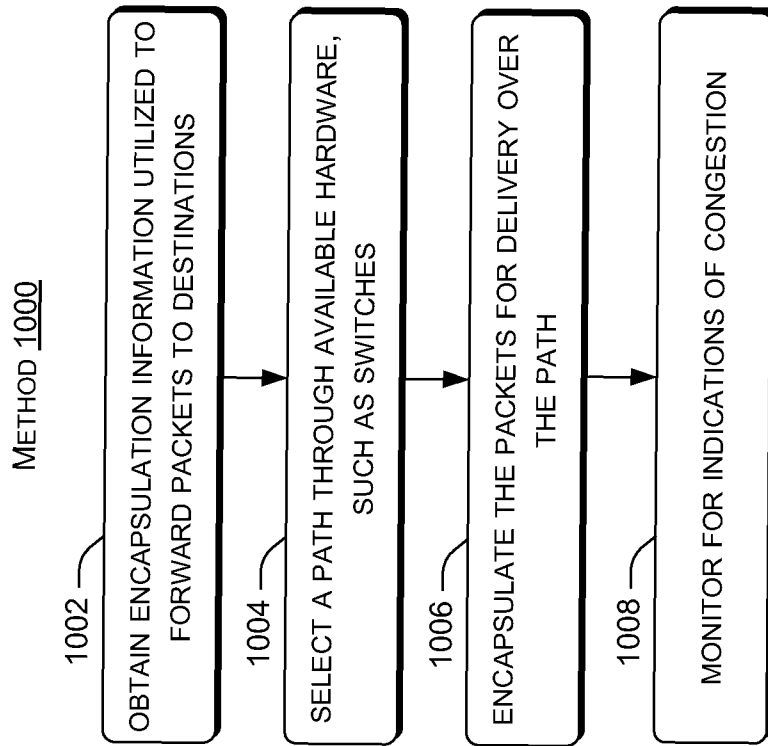 METHOD 1000
1002
OBTAIN ENCAPSULATION INFORMATION UTILIZED TO
FORWARD PACKETS TO DESTINATIONS
1004
SELECT A PATH THROUGH AVAILABLE HARDWARE,
SUCH AS SWITCHES
1006
ENCAPSULATE THE PACKETS FOR DELIVERY OVER
THE PATH
1008
MONITOR FOR INDICATIONS OF CONGESTION